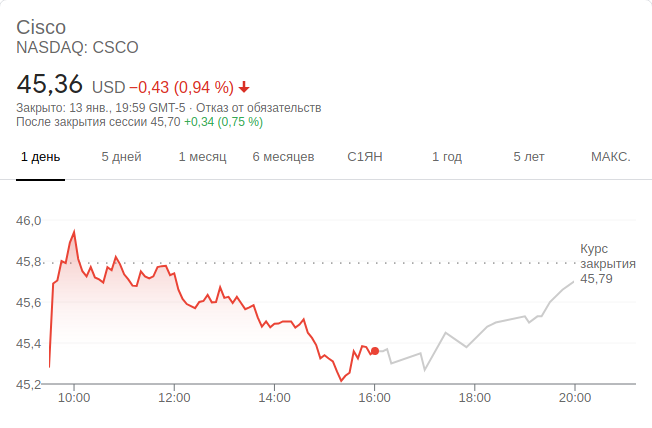 Cisco
NASDAQ: CSCO
45,36 USD −0,43 (0,94 %)
Закрыто: 13 янв., 19:59 GMT-5 · Отказ от обязательств
После закрытия сессии 45,70 +0,34 (0,75 %)
1 день 5 дней 1 месяц 6 месяцев С1ЯН 1 год 5 лет МАКС.
46,0
45,8
45,6
45,4
45,2
Курс
закрытия
45,79
10:00 12:00 14:00 16:00 18:00 20:00